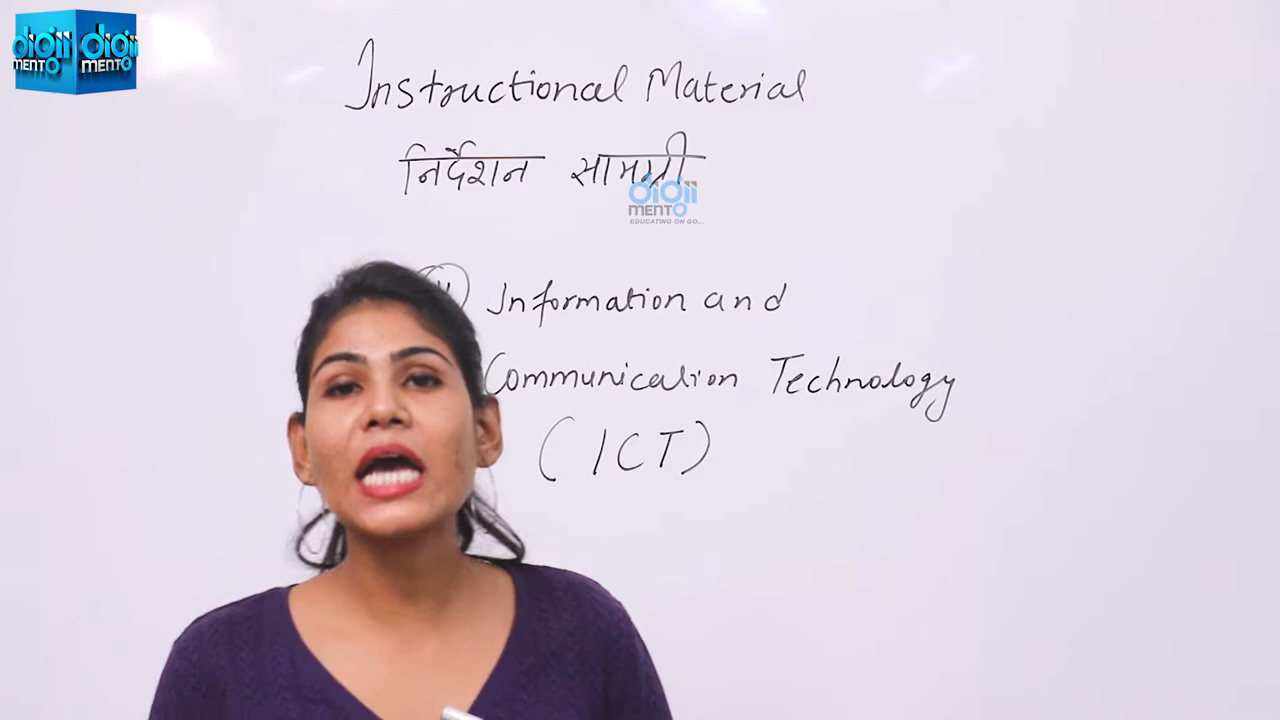 digii
MENTO
digii
MENTO
Instructional Material
निर्देशन सामग्री
digii
MENTO
EDUCATING ON GO...
Information and
Communication Technology
(ICT)